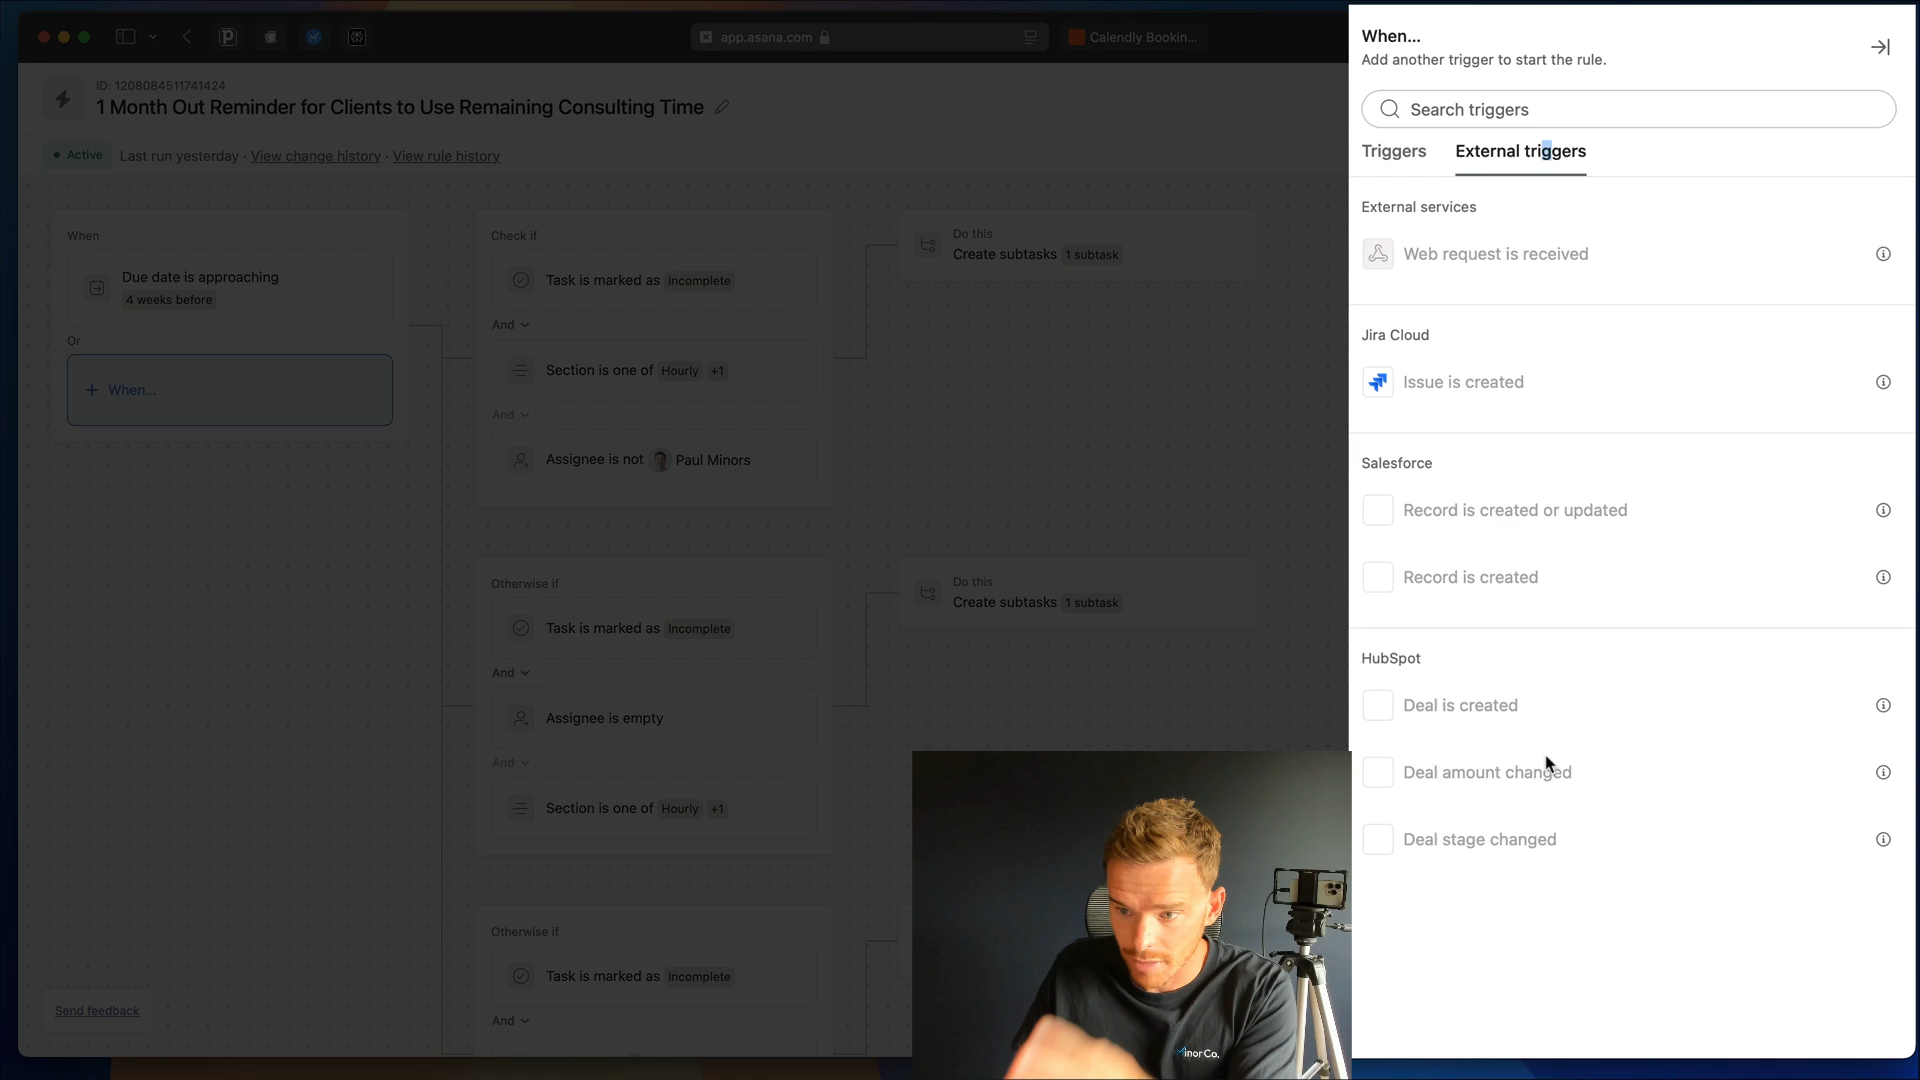 app.asana.com
Calendly Bookin...
ID: 1208084511741424
1 Month Out Reminder for Clients to Use Remaining Consulting Time
Active
Last run yesterday · View change history · View rule history
When
Due date is approaching
4 weeks before
Or
+ When...
Check if
Task is marked as Incomplete
And
Section is one of Hourly +1
And
Assignee is not Paul Minors
Do this
Create subtasks 1 subtask
Otherwise if
Task is marked as Incomplete
And
Assignee is empty
And
Section is one of Hourly +1
Do this
Create subtasks 1 subtask
Otherwise if
Task is marked as Incomplete
And
Send feedback
When...
Add another trigger to start the rule.
Search triggers
Triggers
External triggers
External services
Web request is received
Jira Cloud
Issue is created
Salesforce
Record is created or updated
Record is created
HubSpot
Deal is created
Deal amount changed
Deal stage changed
MinorCo.